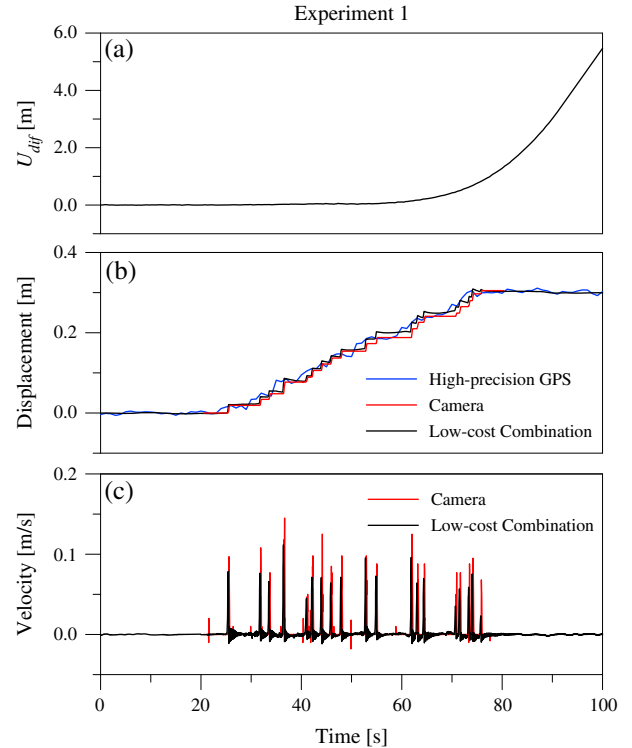 Experiment 1
(a)
6.0
4.0
2.0
0.0
U_dif [m]
(b)
0.4
0.2
0.0
Displacement [m]
High-precision GPS
Camera
Low-cost Combination
(c)
0.2
0.1
0.0
Velocity [m/s]
Camera
Low-cost Combination
0 20 40 60 80 100
Time [s]